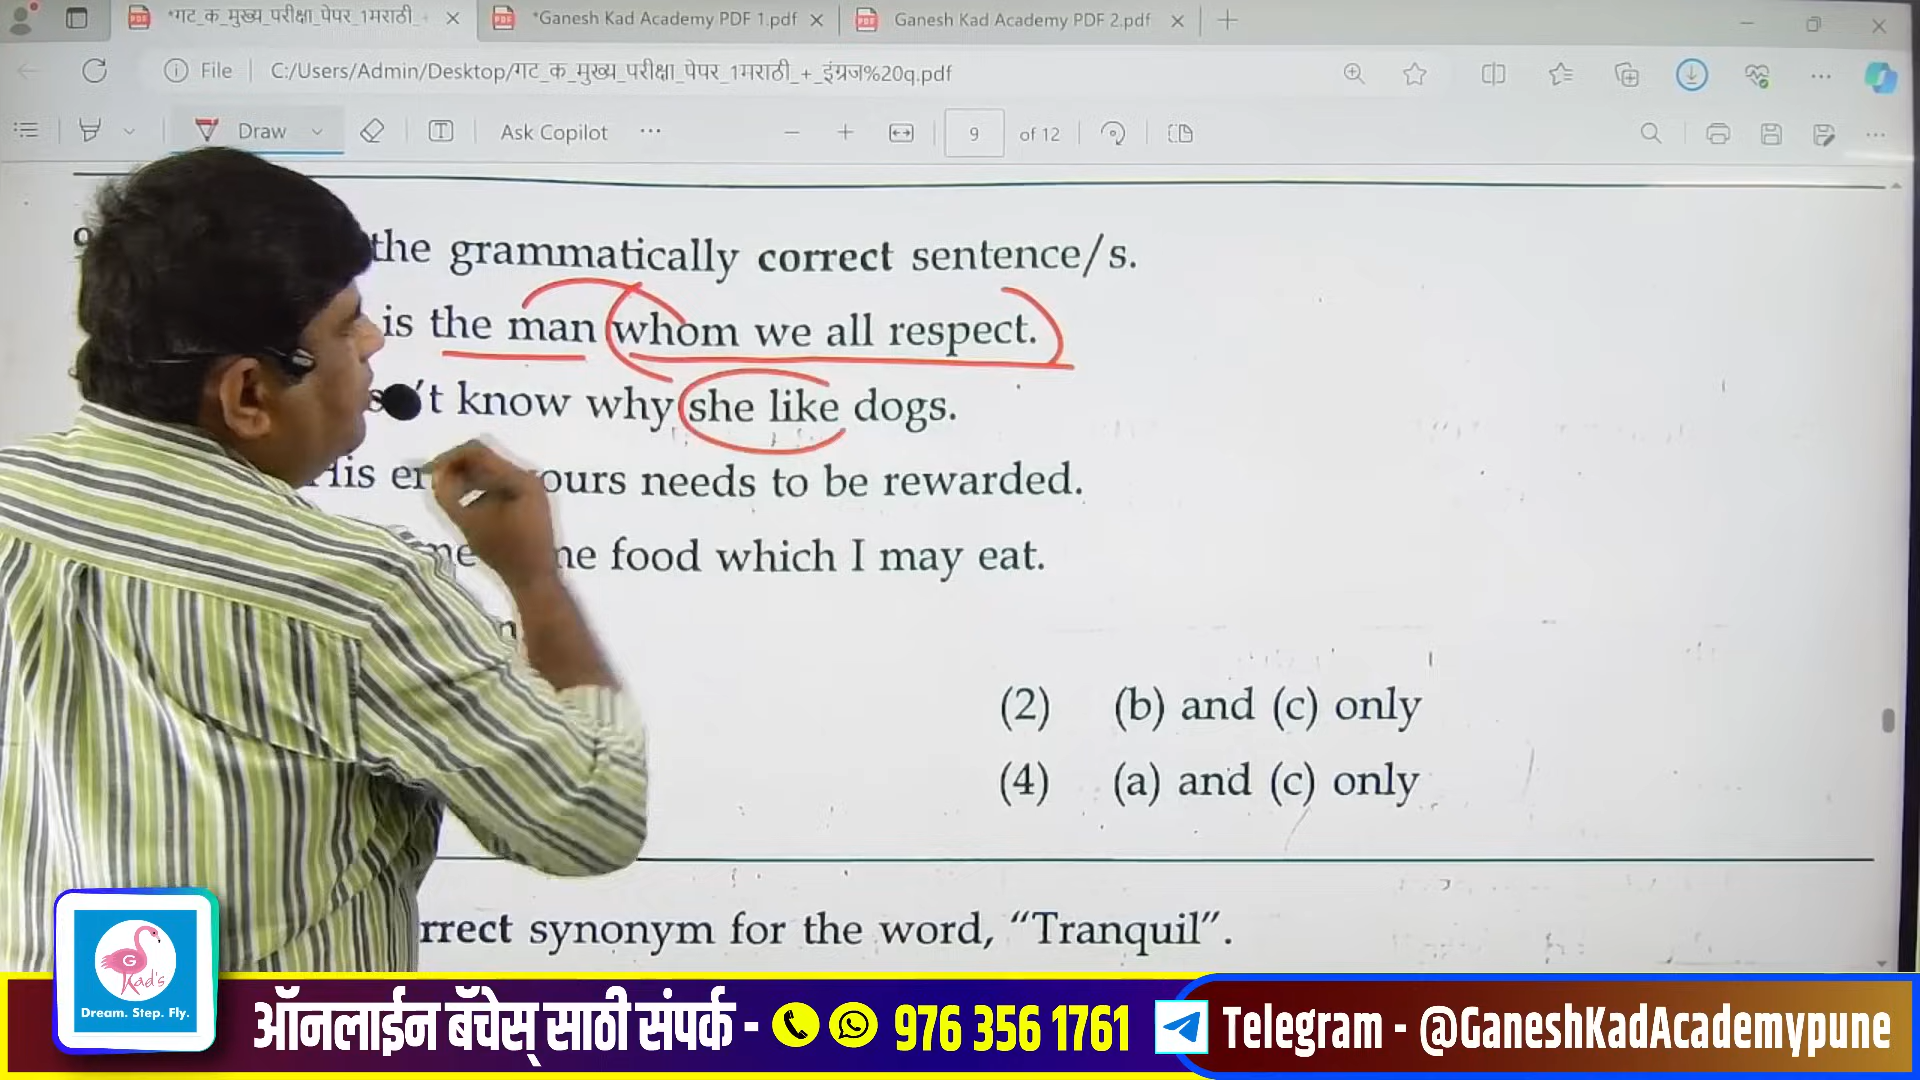 *गट_क_मुख्य_परीक्षा_पेपर_1मराठी_+
*Ganesh Kad Academy PDF 1.pdf
Ganesh Kad Academy PDF 2.pdf
File C:/Users/Admin/Desktop/गट_क_मुख्य_परीक्षा_पेपर_1मराठी_+_इंग्रज%20q.pdf
Draw Ask Copilot 9 of 12
the grammatically correct sentence/s.
is the man whom we all respect.
't know why she like dogs.
His ours needs to be rewarded.
food which I may eat.
(2) (b) and (c) only
(4) (a) and (c) only
synonym for the word, “Tranquil”.
G Kad's
Dream. Step. Fly.
ऑनलाईन बॅचेस् साठी संपर्क - 976 356 1761
Telegram - @GaneshKadAcademypune